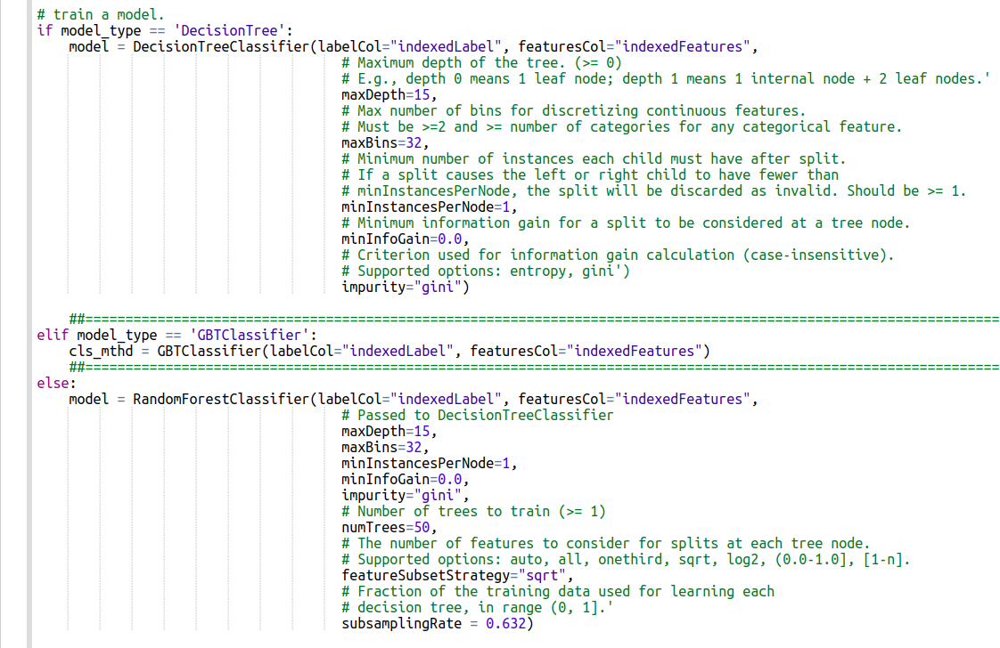 # train a model.
if model_type == 'DecisionTree':
    model = DecisionTreeClassifier(labelCol="indexedLabel", featuresCol="indexedFeatures",
                                      # Maximum depth of the tree. (>= 0)
                                      # E.g., depth 0 means 1 leaf node; depth 1 means 1 internal node + 2 leaf nodes.'
                                      maxDepth=15,
                                      # Max number of bins for discretizing continuous features.
                                      # Must be >=2 and >= number of categories for any categorical feature.
                                      maxBins=32,
                                      # Minimum number of instances each child must have after split.
                                      # If a split causes the left or right child to have fewer than
                                      # minInstancesPerNode, the split will be discarded as invalid. Should be >= 1.
                                      minInstancesPerNode=1,
                                      # Minimum information gain for a split to be considered at a tree node.
                                      minInfoGain=0.0,
                                      # Criterion used for information gain calculation (case-insensitive).
                                      # Supported options: entropy, gini')
                                      impurity="gini")
    ##==================================================================================================================
elif model_type == 'GBTClassifier':
    cls_mthd = GBTClassifier(labelCol="indexedLabel", featuresCol="indexedFeatures")
    ##==================================================================================================================
else:
    model = RandomForestClassifier(labelCol="indexedLabel", featuresCol="indexedFeatures",
                                      # Passed to DecisionTreeClassifier
                                      maxDepth=15,
                                      maxBins=32,
                                      minInstancesPerNode=1,
                                      minInfoGain=0.0,
                                      impurity="gini",
                                      # Number of trees to train (>= 1)
                                      numTrees=50,
                                      # The number of features to consider for splits at each tree node.
                                      # Supported options: auto, all, onethird, sqrt, log2, (0.0-1.0], [1-n].
                                      featureSubsetStrategy="sqrt",
                                      # Fraction of the training data used for learning each
                                      # decision tree, in range (0, 1].'
                                      subsamplingRate = 0.632)